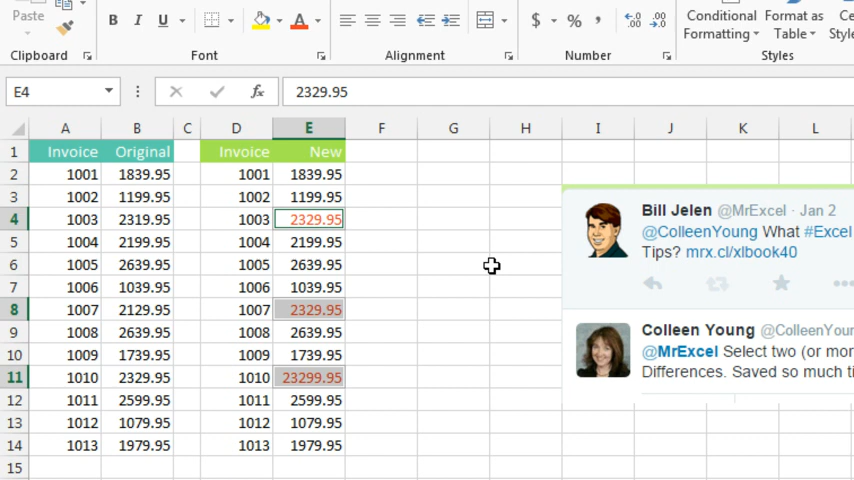 Paste
B I U
$ % ,
Conditional Format as Cell
Formatting Table Styles
Clipboard Font Alignment Number Styles
E4 fx 2329.95
A B C D E F G H I J K L
1 Invoice Original Invoice New
2 1001 1839.95 1001 1839.95
3 1002 1199.95 1002 1199.95
4 1003 2319.95 1003 2329.95
5 1004 2199.95 1004 2199.95
6 1005 2639.95 1005 2639.95
7 1006 1039.95 1006 1039.95
8 1007 2129.95 1007 2329.95
9 1008 2639.95 1008 2639.95
10 1009 1739.95 1009 1739.95
11 1010 2329.95 1010 23299.95
12 1011 2599.95 1011 2599.95
13 1012 1079.95 1012 1079.95
14 1013 1979.95 1013 1979.95
15
Bill Jelen @MrExcel · Jan 2
@ColleenYoung What #Excel
Tips? mrx.cl/xlbook40
Colleen Young @ColleenYour
@MrExcel Select two (or mor
Differences. Saved so much ti